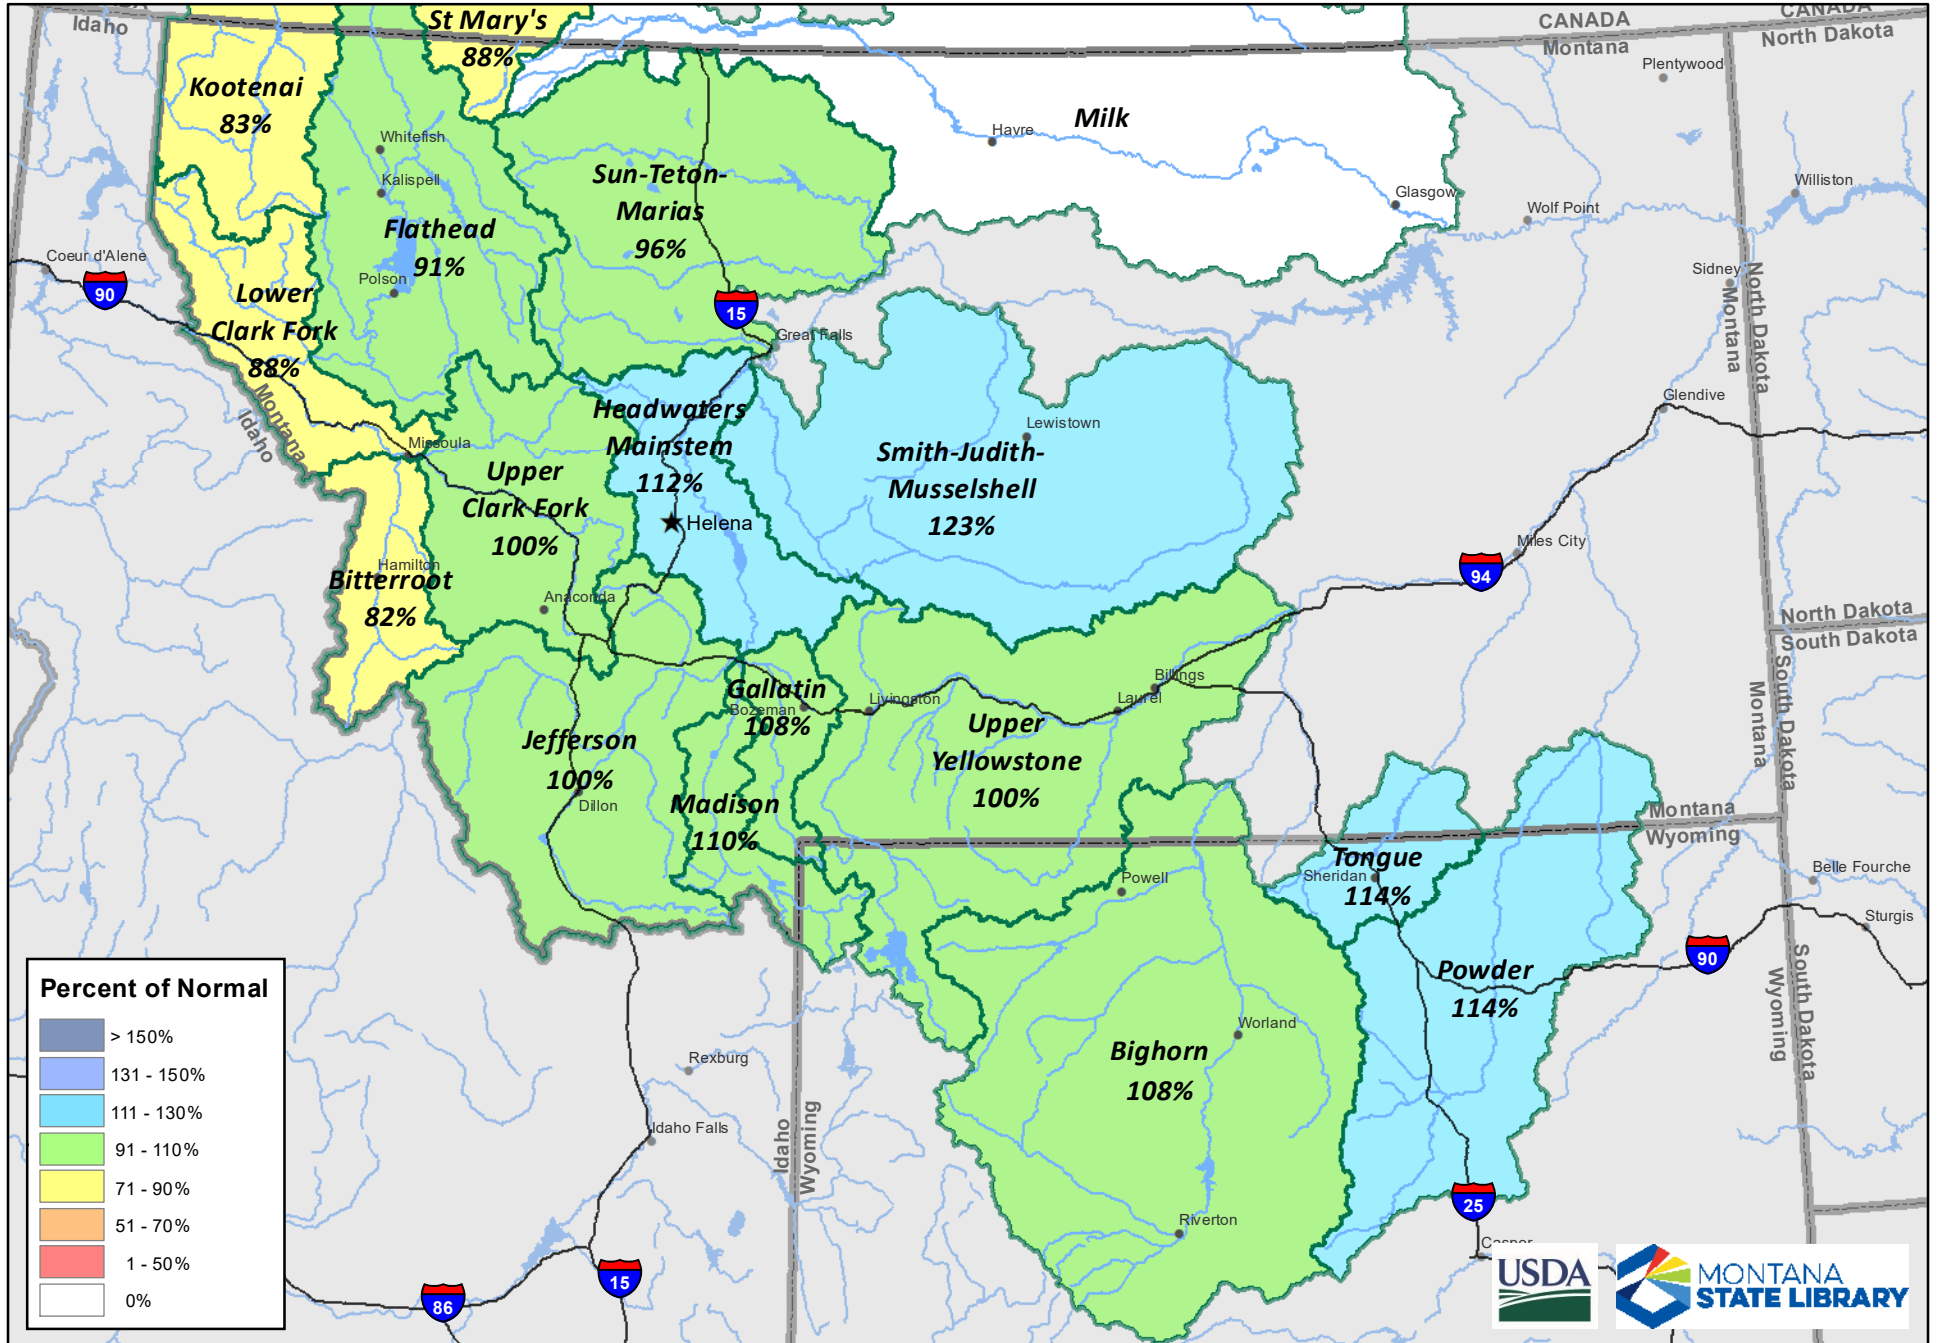 Idaho
CANADA
Montana
CANADA
North Dakota
St Mary's
88%
Kootenai
83%
Whitefish
Kalispell
Flathead
91%
Polson
Sun-Teton-
Marias
96%
Milk
Havre
Glasgow
Plentywood
Wolf Point
Williston
Sidney
Montana
North Dakota
Coeur d'Alene
90
Lower
Clark Fork
88%
Montana
Idaho
15
Great Falls
Headwaters
Mainstem
112%
Helena
Smith-Judith-
Musselshell
123%
Lewistown
Glendive
Miles City
94
Missoula
Upper
Clark Fork
100%
Anaconda
Hamilton
Bitterroot
82%
North Dakota
South Dakota
Montana
South Dakota
Jefferson
100%
Dillon
Gallatin
Bozeman
108%
Madison
110%
Livingston
Upper
Yellowstone
100%
Laurel
Billings
Montana
Wyoming
Tongue
Sheridan
114%
Powell
Belle Fourche
Sturgis
90
Powder
114%
Wyoming
South Dakota
Bighorn
108%
Worland
Riverton
25
Casper
Rexburg
Idaho Falls
Idaho
Wyoming
86
15
Percent of Normal
> 150%
131 - 150%
111 - 130%
91 - 110%
71 - 90%
51 - 70%
1 - 50%
0%
USDA
MONTANA
STATE LIBRARY